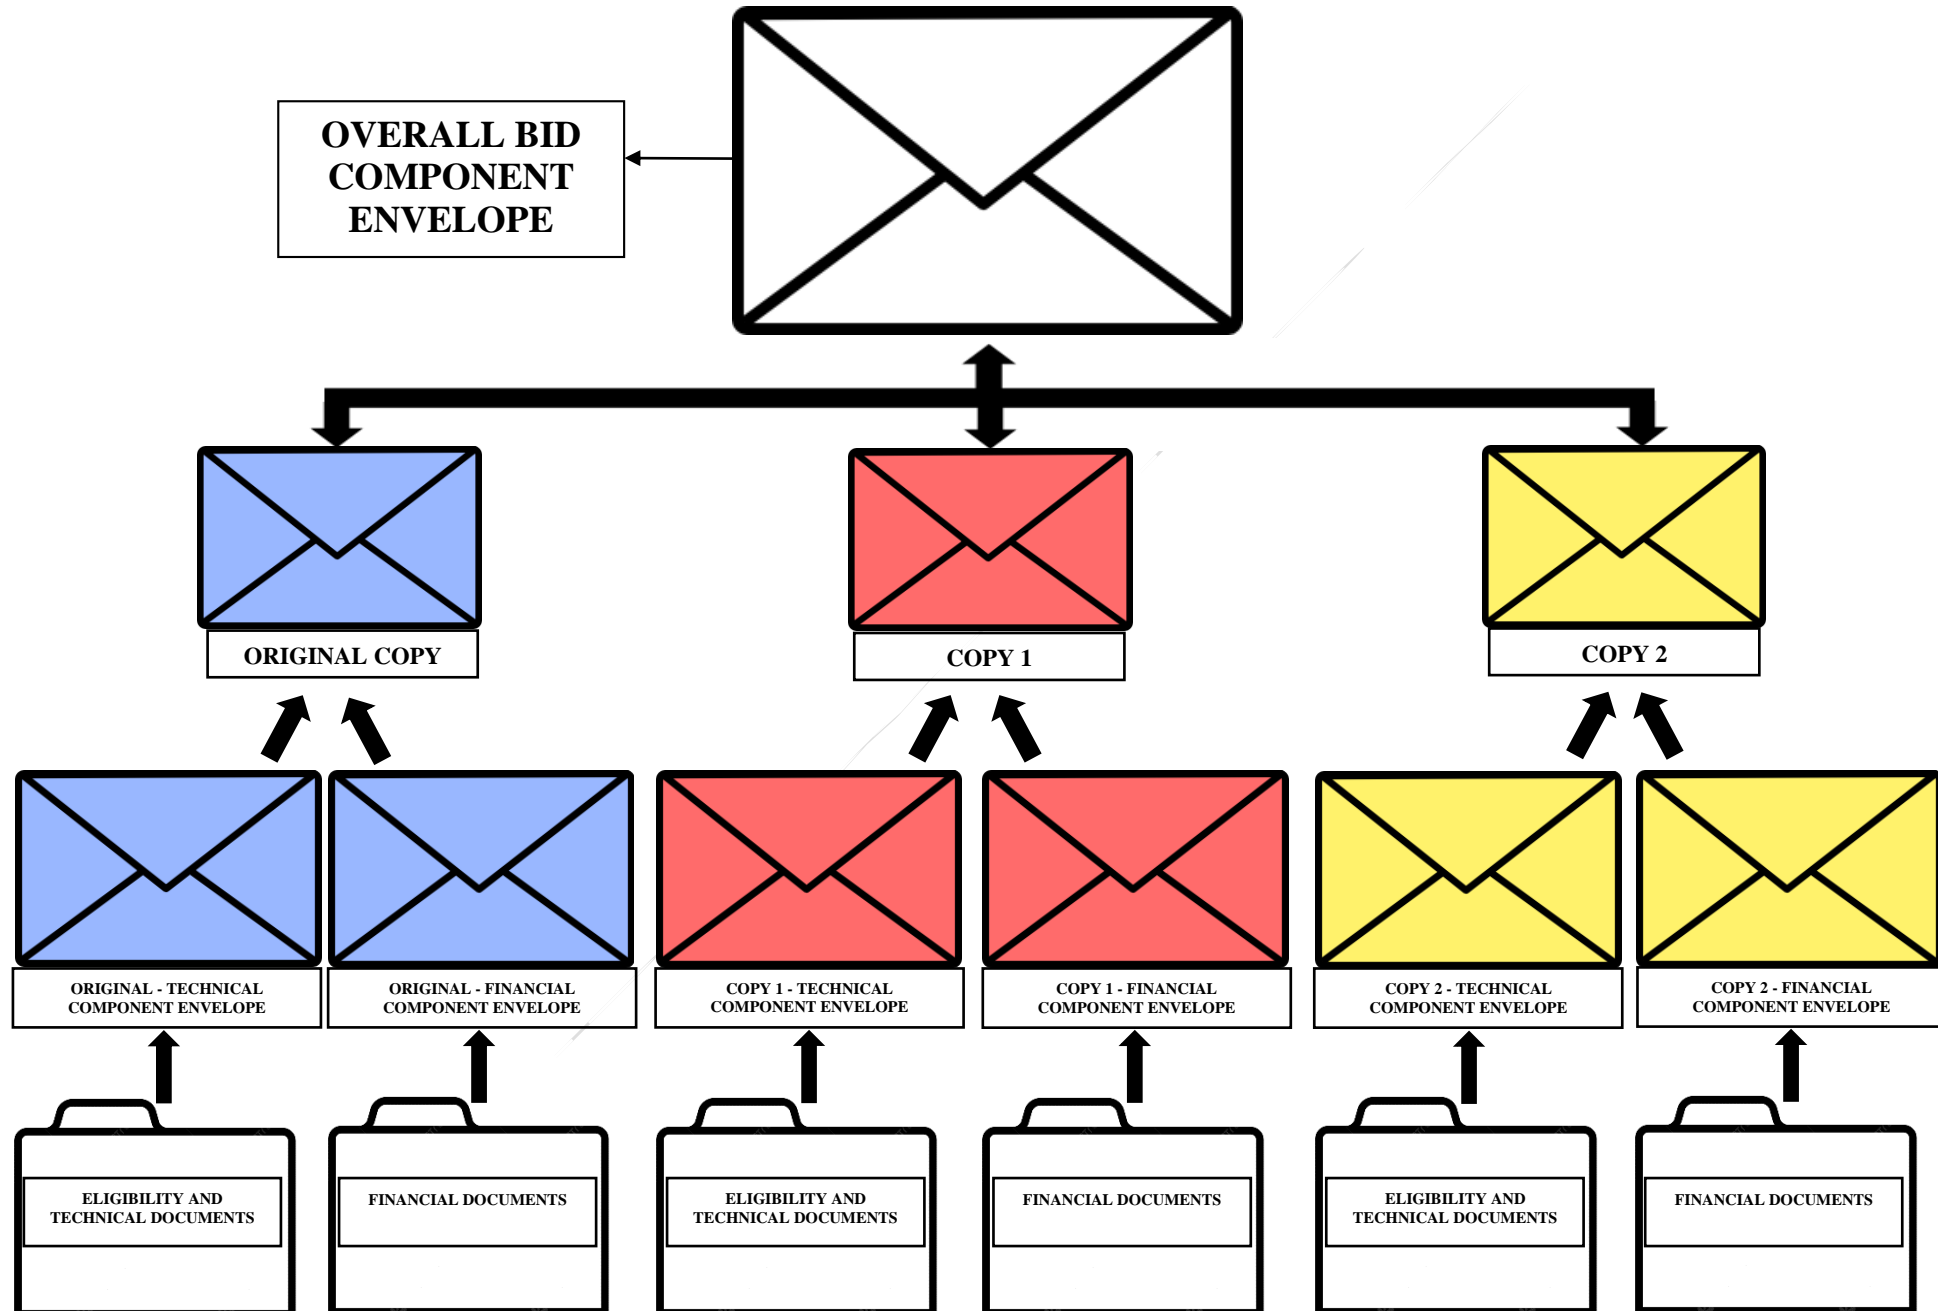 OVERALL BID
COMPONENT
ENVELOPE
ORIGINAL COPY
COPY 1
COPY 2
ORIGINAL - TECHNICAL
COMPONENT ENVELOPE
ORIGINAL - FINANCIAL
COMPONENT ENVELOPE
COPY 1 - TECHNICAL
COMPONENT ENVELOPE
COPY 1 - FINANCIAL
COMPONENT ENVELOPE
COPY 2 - TECHNICAL
COMPONENT ENVELOPE
COPY 2 - FINANCIAL
COMPONENT ENVELOPE
ELIGIBILITY AND
TECHNICAL DOCUMENTS
FINANCIAL DOCUMENTS
ELIGIBILITY AND
TECHNICAL DOCUMENTS
FINANCIAL DOCUMENTS
ELIGIBILITY AND
TECHNICAL DOCUMENTS
FINANCIAL DOCUMENTS